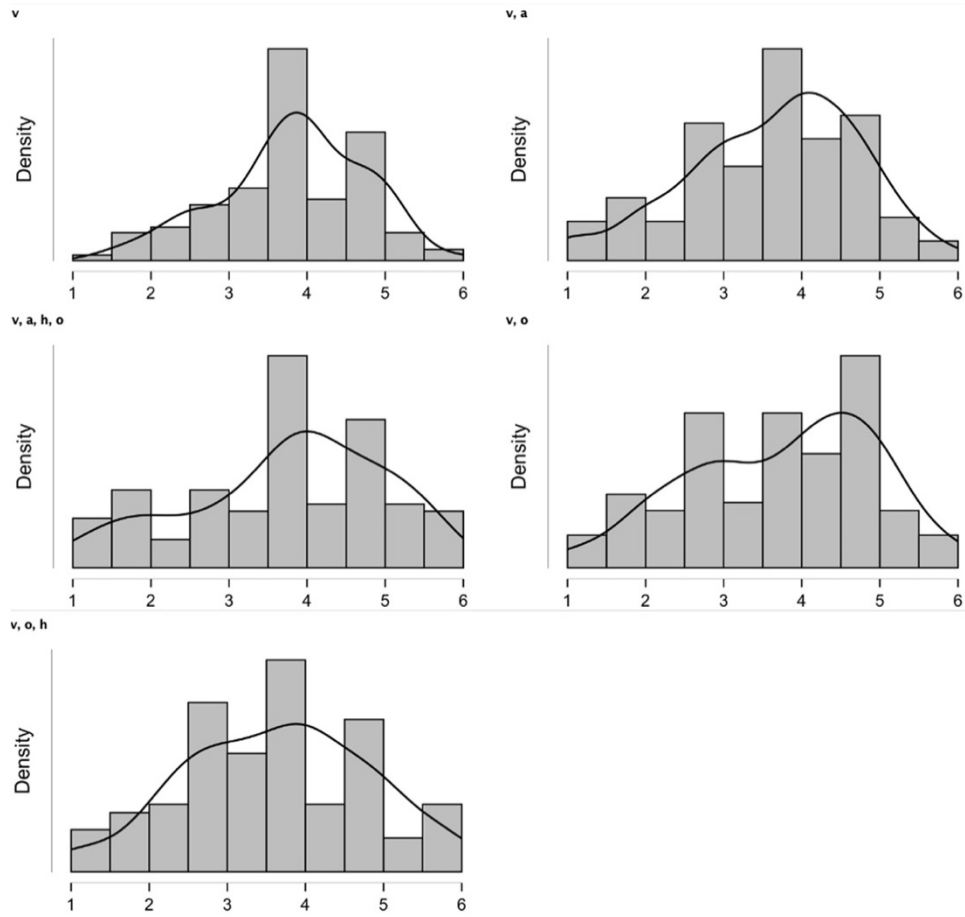 v
v, a
Density
Density
1 2 3 4 5 6
1 2 3 4 5 6
v, a, h, o
v, o
Density
Density
1 2 3 4 5 6
1 2 3 4 5 6
v, o, h
Density
1 2 3 4 5 6